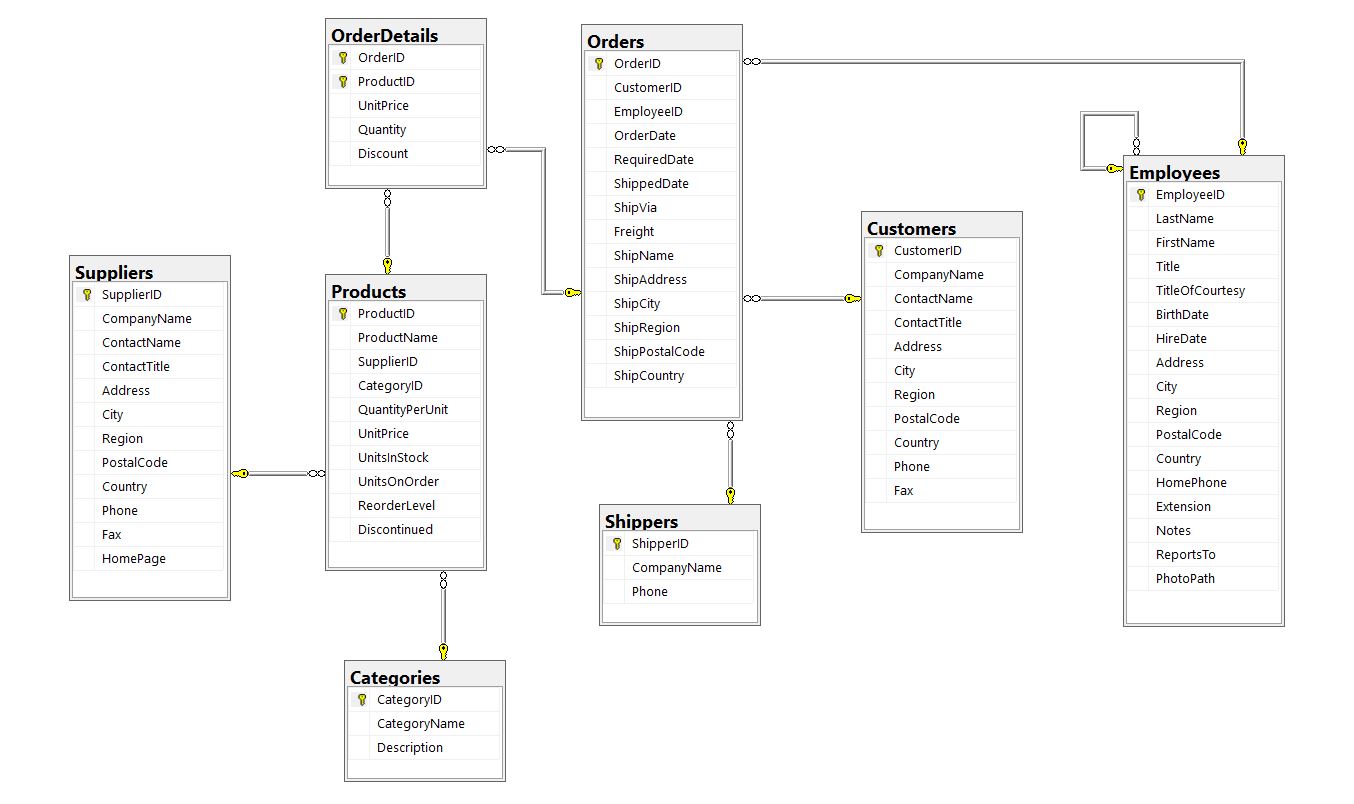 OrderDetails
OrderID
ProductID
UnitPrice
Quantity
Discount
Orders
OrderID
CustomerID
EmployeeID
OrderDate
RequiredDate
ShippedDate
ShipVia
Freight
ShipName
ShipAddress
ShipCity
ShipRegion
ShipPostalCode
ShipCountry
Employees
EmployeeID
LastName
FirstName
Title
TitleOfCourtesy
BirthDate
HireDate
Address
City
Region
PostalCode
Country
HomePhone
Extension
Notes
ReportsTo
PhotoPath
Customers
CustomerID
CompanyName
ContactName
ContactTitle
Address
City
Region
PostalCode
Country
Phone
Fax
Suppliers
SupplierID
CompanyName
ContactName
ContactTitle
Address
City
Region
PostalCode
Country
Phone
Fax
HomePage
Products
ProductID
ProductName
SupplierID
CategoryID
QuantityPerUnit
UnitPrice
UnitsInStock
UnitsOnOrder
ReorderLevel
Discontinued
Shippers
ShipperID
CompanyName
Phone
Categories
CategoryID
CategoryName
Description